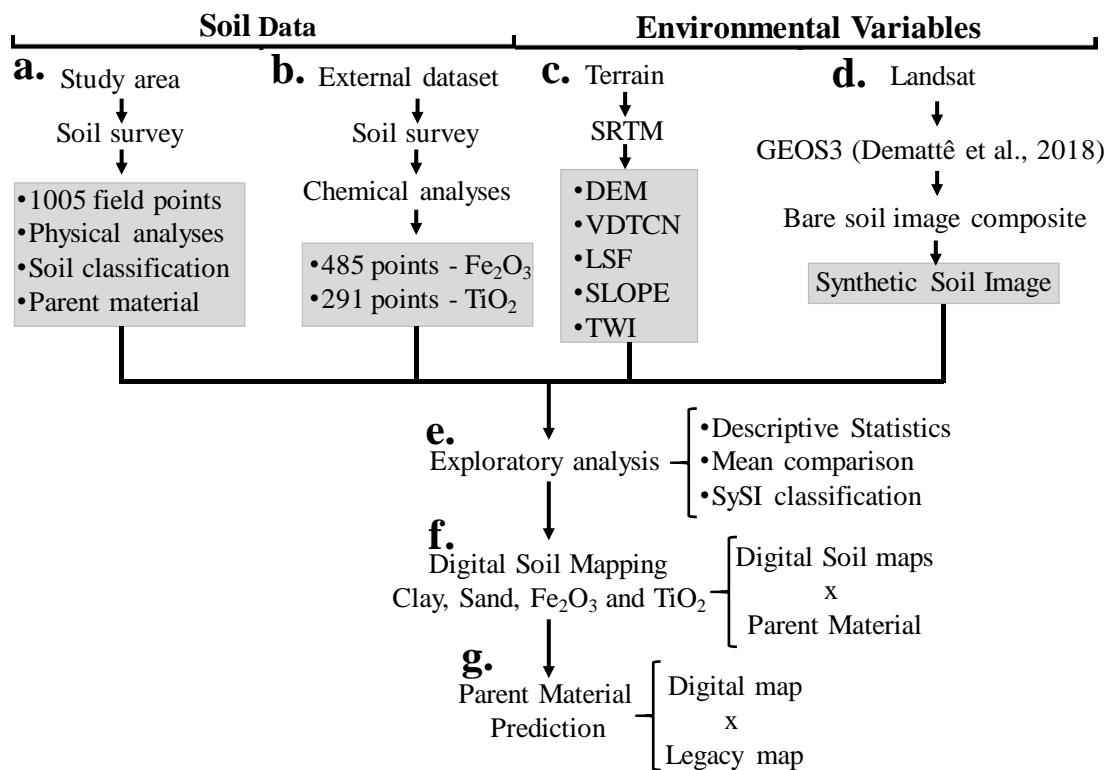 Soil Data
Environmental Variables
a.
Study area
Soil survey
•1005 field points
•Physical analyses
•Soil classification
•Parent material
b.
External dataset
Soil survey
Chemical analyses
•485 points - Fe₂O₃
•291 points - TiO₂
c.
Terrain
SRTM
•DEM
•VDTCN
•LSF
•SLOPE
•TWI
d.
Landsat
GEOS3 (Demattê et al., 2018)
Bare soil image composite
Synthetic Soil Image
e.
Exploratory analysis
•Descriptive Statistics
•Mean comparison
•SySI classification
f.
Digital Soil Mapping
Clay, Sand, Fe₂O₃ and TiO₂
Digital Soil maps
x
Parent Material
g.
Parent Material
Prediction
Digital map
x
Legacy map